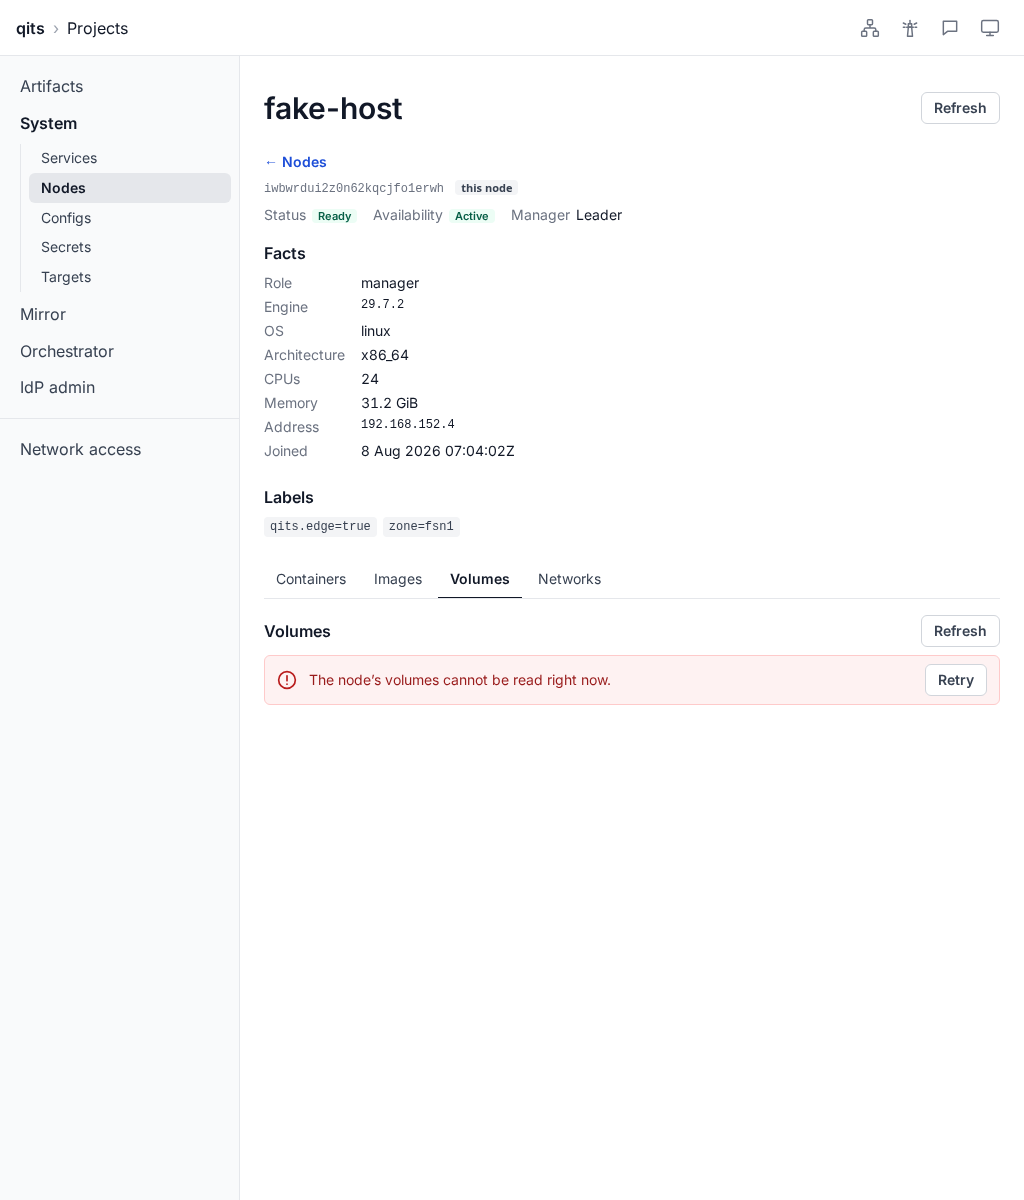 qits › Projects
Artifacts
System
Services
Nodes
Configs
Secrets
Targets
Mirror
Orchestrator
IdP admin
Network access
fake-host
Refresh
← Nodes
iwbwrdui2z0n62kqcjfo1erwh this node
Status Ready Availability Active Manager Leader
Facts
Role manager
Engine 29.7.2
OS linux
Architecture x86_64
CPUs 24
Memory 31.2 GiB
Address 192.168.152.4
Joined 8 Aug 2026 07:04:02Z
Labels
qits.edge=true zone=fsn1
Containers Images Volumes Networks
Volumes Refresh
The node’s volumes cannot be read right now. Retry